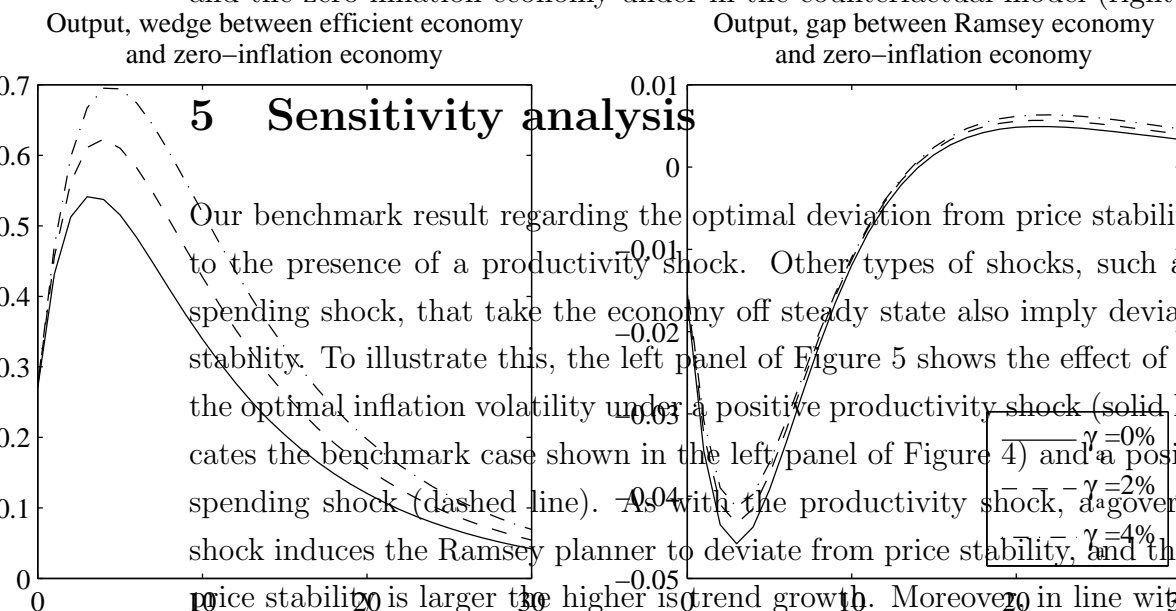 Output, wedge between efficient economy
and zero−inflation economy
0.7
0.6
0.5
0.4
0.3
0.2
0.1
0
0 10 20 30
Output, gap between Ramsey economy
and zero−inflation economy
0.01
0
−0.01
−0.02
−0.03
−0.04
−0.05
0 10 20
γa =0%
γa =2%
γa =4%
and the zero-inflation economy under in the counterfactual model (right
5 Sensitivity analysis
Our benchmark result regarding the optimal deviation from price stabili
to the presence of a productivity shock. Other types of shocks, such a
spending shock, that take the economy off steady state also imply devia
stability. To illustrate this, the left panel of Figure 5 shows the effect of
the optimal inflation volatility under a positive productivity shock (solid
cates the benchmark case shown in the left panel of Figure 4) and a posi
spending shock (dashed line). As with the productivity shock, a gover
shock induces the Ramsey planner to deviate from price stability, and th
price stability is larger the higher is trend growth. Moreover, in line wi